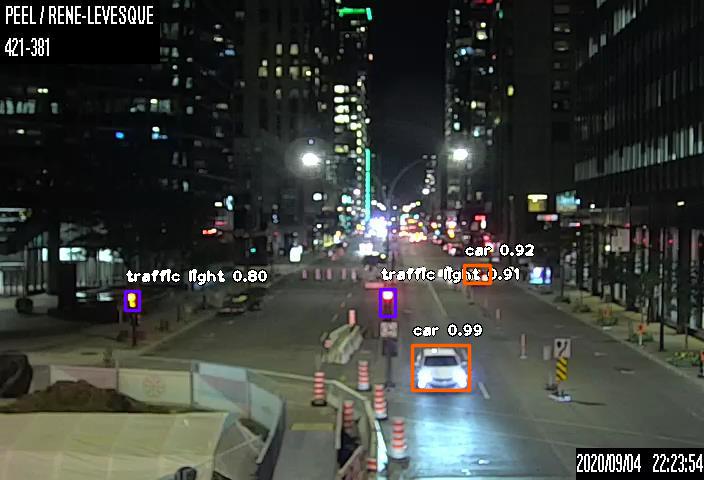 PEEL / RENE-LEVESQUE
421-381
car 0.92
traffic light 0.80
traffic light 0.91
car 0.99
2020/09/04 22:23:54